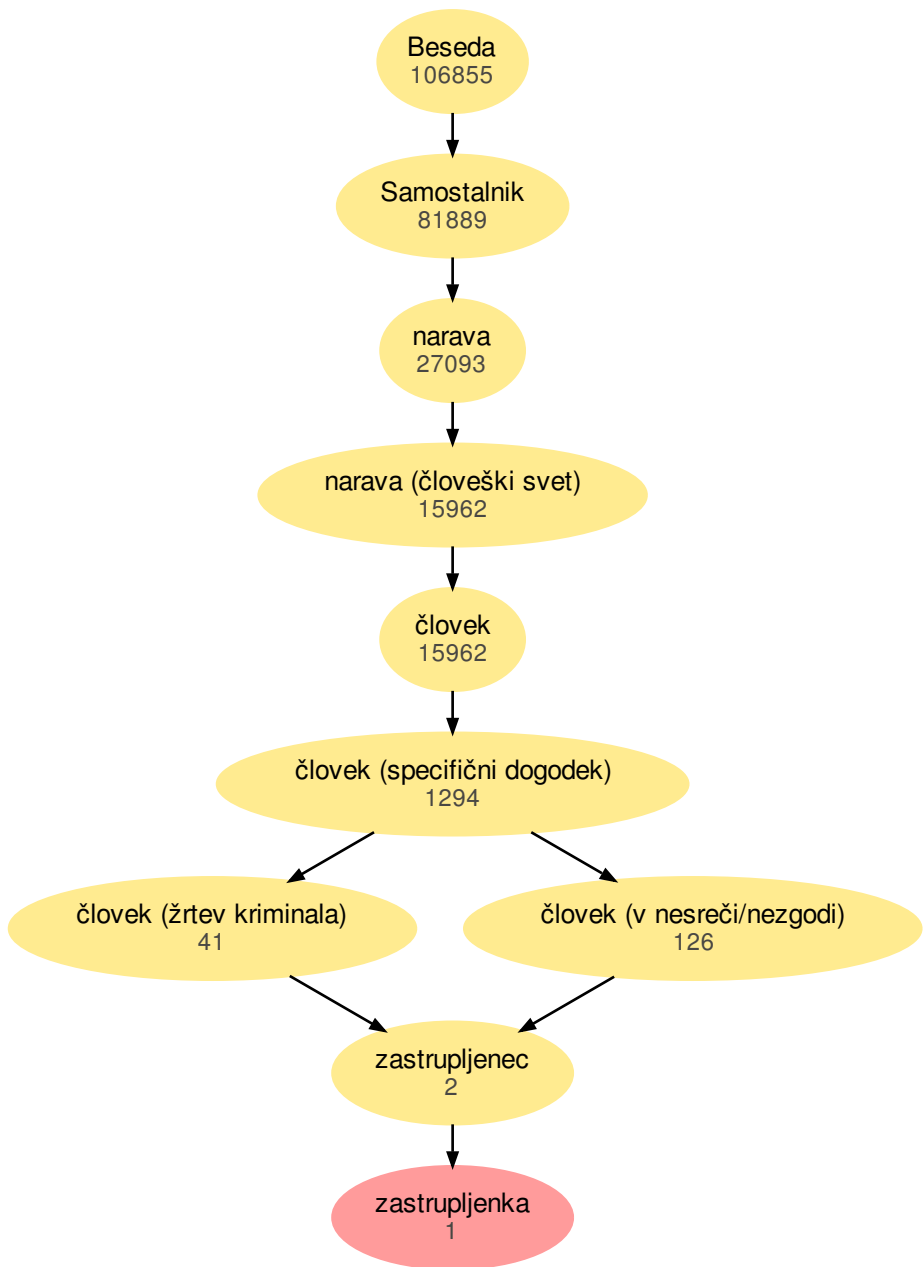 Beseda
106855
Samostalnik
81889
narava
27093
narava (človeški svet)
15962
človek
15962
človek (specifični dogodek)
1294
človek (žrtev kriminala)
41
človek (v nesreči/nezgodi)
126
zastrupljenec
2
zastrupljenka
1